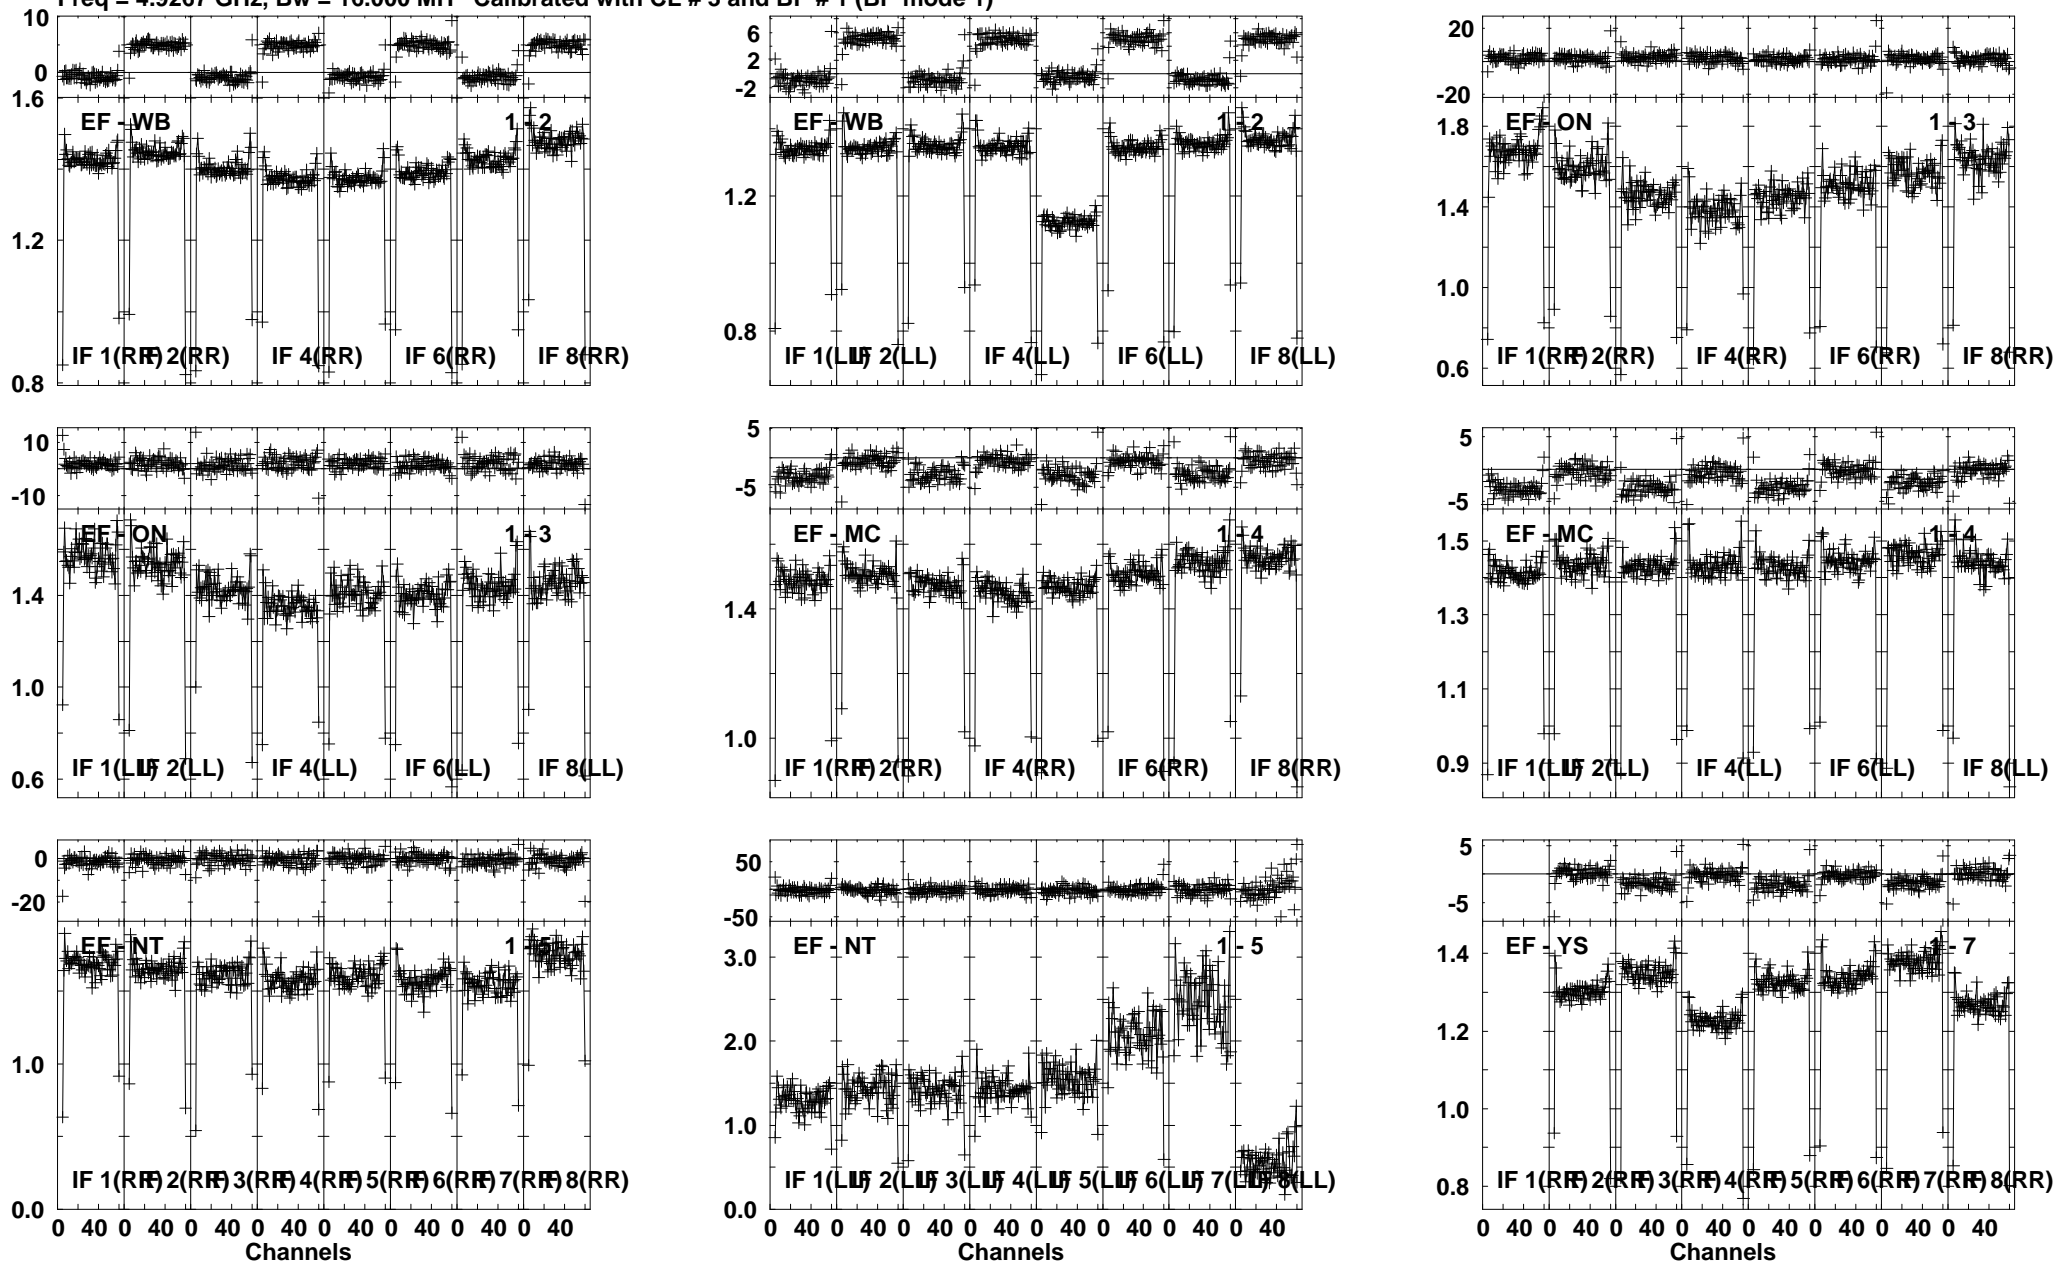 Freq = 4.9267 GHz, Bw = 16.000 MH Calibrated with CL # 3 and BP # 1 (BP mode 1)
10
0
1.6
1.2
0.8
EF - WB
1 - 2
IF 1(RR)
IF 2(RR)
IF 4(RR)
IF 6(RR)
IF 8(RR)
6
2
-2
1.2
0.8
EF - WB
1 - 2
IF 1(LL)
IF 2(LL)
IF 4(LL)
IF 6(LL)
IF 8(LL)
20
-20
1.8
1.4
1.0
0.6
EF - ON
1 - 3
IF 1(RR)
IF 2(RR)
IF 4(RR)
IF 6(RR)
IF 8(RR)
10
-10
1.4
1.0
0.6
EF - ON
1 - 3
IF 1(LL)
IF 2(LL)
IF 4(LL)
IF 6(LL)
IF 8(LL)
5
-5
1.4
1.0
EF - MC
1 - 4
IF 1(RR)
IF 2(RR)
IF 4(RR)
IF 6(RR)
IF 8(RR)
5
-5
1.5
1.3
1.1
0.9
EF - MC
1 - 4
IF 1(LL)
IF 2(LL)
IF 4(LL)
IF 6(LL)
IF 8(LL)
0
-20
1.0
0.0
EF - NT
1 - 5
IF 1(RR)
IF 2(RR)
IF 3(RR)
IF 4(RR)
IF 5(RR)
IF 6(RR)
IF 7(RR)
IF 8(RR)
0 40 0 40 0 40 0 40 0 40 0 40 0 40 0 40
Channels
50
-50
3.0
2.0
1.0
0.0
EF - NT
1 - 5
IF 1(LL)
IF 2(LL)
IF 3(LL)
IF 4(LL)
IF 5(LL)
IF 6(LL)
IF 7(LL)
IF 8(LL)
0 40 0 40 0 40 0 40 0 40 0 40 0 40 0 40
Channels
5
-5
1.4
1.2
1.0
0.8
EF - YS
1 - 7
IF 1(RR)
IF 2(RR)
IF 3(RR)
IF 4(RR)
IF 5(RR)
IF 6(RR)
IF 7(RR)
IF 8(RR)
0 40 0 40 0 40 0 40 0 40 0 40 0 40 0 40
Channels